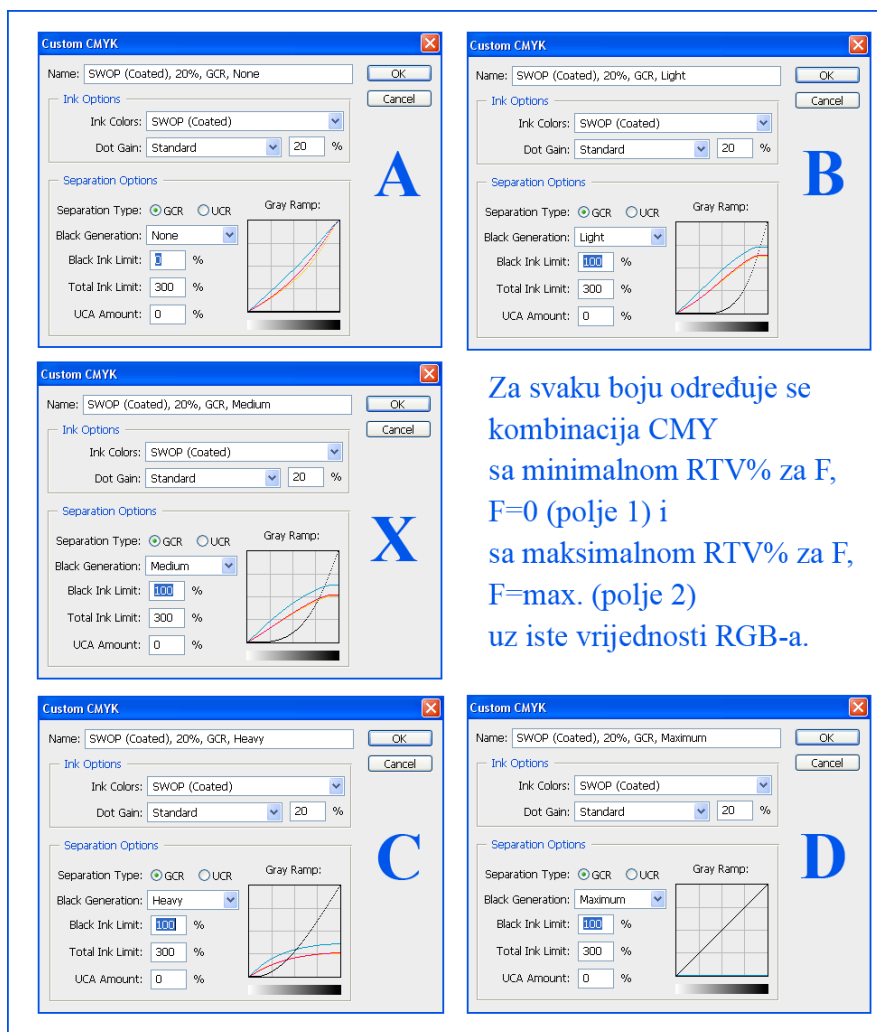 Custom CMYK
Name: SWOP (Coated), 20%, GCR, None
OK
Cancel
Ink Options
Ink Colors: SWOP (Coated)
Dot Gain: Standard 20 %
A
Separation Options
Separation Type: GCR UCR
Gray Ramp:
Black Generation: None
Black Ink Limit: 0 %
Total Ink Limit: 300 %
UCA Amount: 0 %
Custom CMYK
Name: SWOP (Coated), 20%, GCR, Light
OK
Cancel
Ink Options
Ink Colors: SWOP (Coated)
Dot Gain: Standard 20 %
B
Separation Options
Separation Type: GCR UCR
Gray Ramp:
Black Generation: Light
Black Ink Limit: 100 %
Total Ink Limit: 300 %
UCA Amount: 0 %
Custom CMYK
Name: SWOP (Coated), 20%, GCR, Medium
OK
Cancel
Ink Options
Ink Colors: SWOP (Coated)
Dot Gain: Standard 20 %
X
Separation Options
Separation Type: GCR UCR
Gray Ramp:
Black Generation: Medium
Black Ink Limit: 100 %
Total Ink Limit: 300 %
UCA Amount: 0 %
Za svaku boju određuje se
kombinacija CMY
sa minimalnom RTV% za F,
F=0 (polje 1) i
sa maksimalnom RTV% za F,
F=max. (polje 2)
uz iste vrijednosti RGB-a.
Custom CMYK
Name: SWOP (Coated), 20%, GCR, Heavy
OK
Cancel
Ink Options
Ink Colors: SWOP (Coated)
Dot Gain: Standard 20 %
C
Separation Options
Separation Type: GCR UCR
Gray Ramp:
Black Generation: Heavy
Black Ink Limit: 100 %
Total Ink Limit: 300 %
UCA Amount: 0 %
Custom CMYK
Name: SWOP (Coated), 20%, GCR, Maximum
OK
Cancel
Ink Options
Ink Colors: SWOP (Coated)
Dot Gain: Standard 20 %
D
Separation Options
Separation Type: GCR UCR
Gray Ramp:
Black Generation: Maximum
Black Ink Limit: 100 %
Total Ink Limit: 300 %
UCA Amount: 0 %